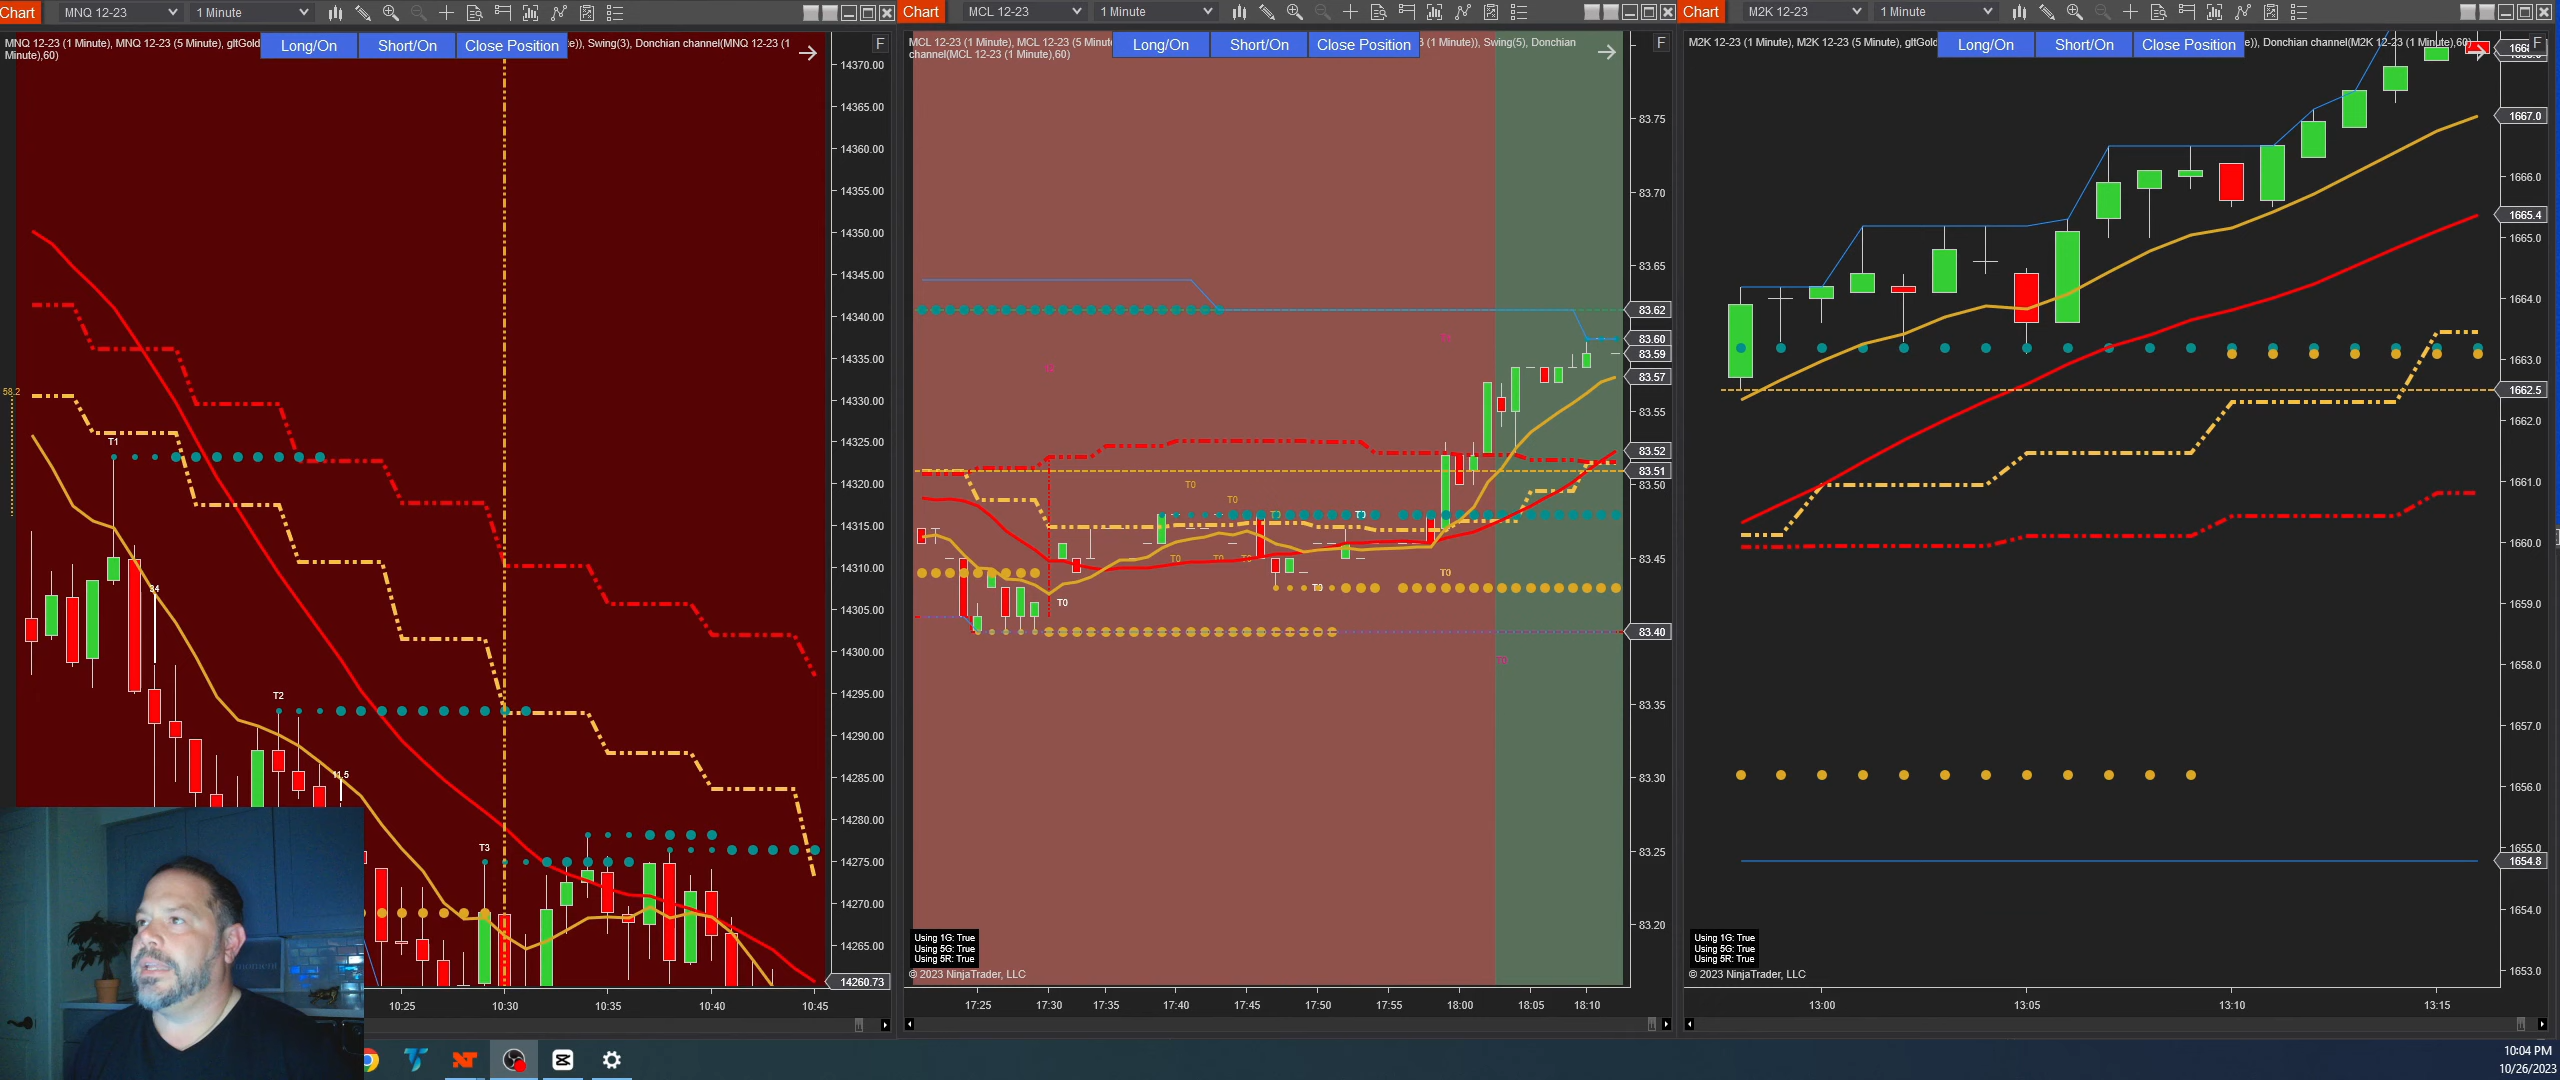 Chart MNQ 12-23 1 Minute
MNQ 12-23 (1 Minute), MNQ 12-23 (5 Minute), gltGold
Long/On Short/On Close Position
e)), Swing(3), Donchian channel(MNQ 12-23 (1
Minute),60)
F
14370.00
14365.00
14360.00
14355.00
14350.00
14345.00
14340.00
14335.00
14330.00
14325.00
14320.00
14315.00
14310.00
14305.00
14300.00
14295.00
14290.00
14285.00
14280.00
14275.00
14270.00
14265.00
14260.73
58.2
T1
34
T2
11.5
T3
10:25 10:30 10:35 10:40 10:45
Chart MCL 12-23 1 Minute
MCL 12-23 (1 Minute), MCL 12-23 (5 Minute
Long/On Short/On Close Position
(1 Minute)), Swing(5), Donchian
channel(MCL 12-23 (1 Minute),60)
F
83.75
83.70
83.65
83.62
83.60
83.59
83.57
83.55
83.52
83.51
83.50
83.45
83.40
83.35
83.30
83.25
83.20
T0
T0
T0
T0
T0
T0
T0
T0
T0
T0
Using 1G: True
Using 5G: True
Using 5R: True
© 2023 NinjaTrader, LLC
17:25 17:30 17:35 17:40 17:45 17:50 17:55 18:00 18:05 18:10
Chart M2K 12-23 1 Minute
M2K 12-23 (1 Minute), M2K 12-23 (5 Minute), gltGold
Long/On Short/On Close Position
e)), Donchian channel(M2K 12-23 (1 Minute),60)
F
1667.0
1666.0
1665.4
1665.0
1664.0
1663.0
1662.5
1662.0
1661.0
1660.0
1659.0
1658.0
1657.0
1656.0
1655.0
1654.8
1654.0
1653.0
Using 1G: True
Using 5G: True
Using 5R: True
© 2023 NinjaTrader, LLC
13:00 13:05 13:10 13:15
10:04 PM
10/26/2023